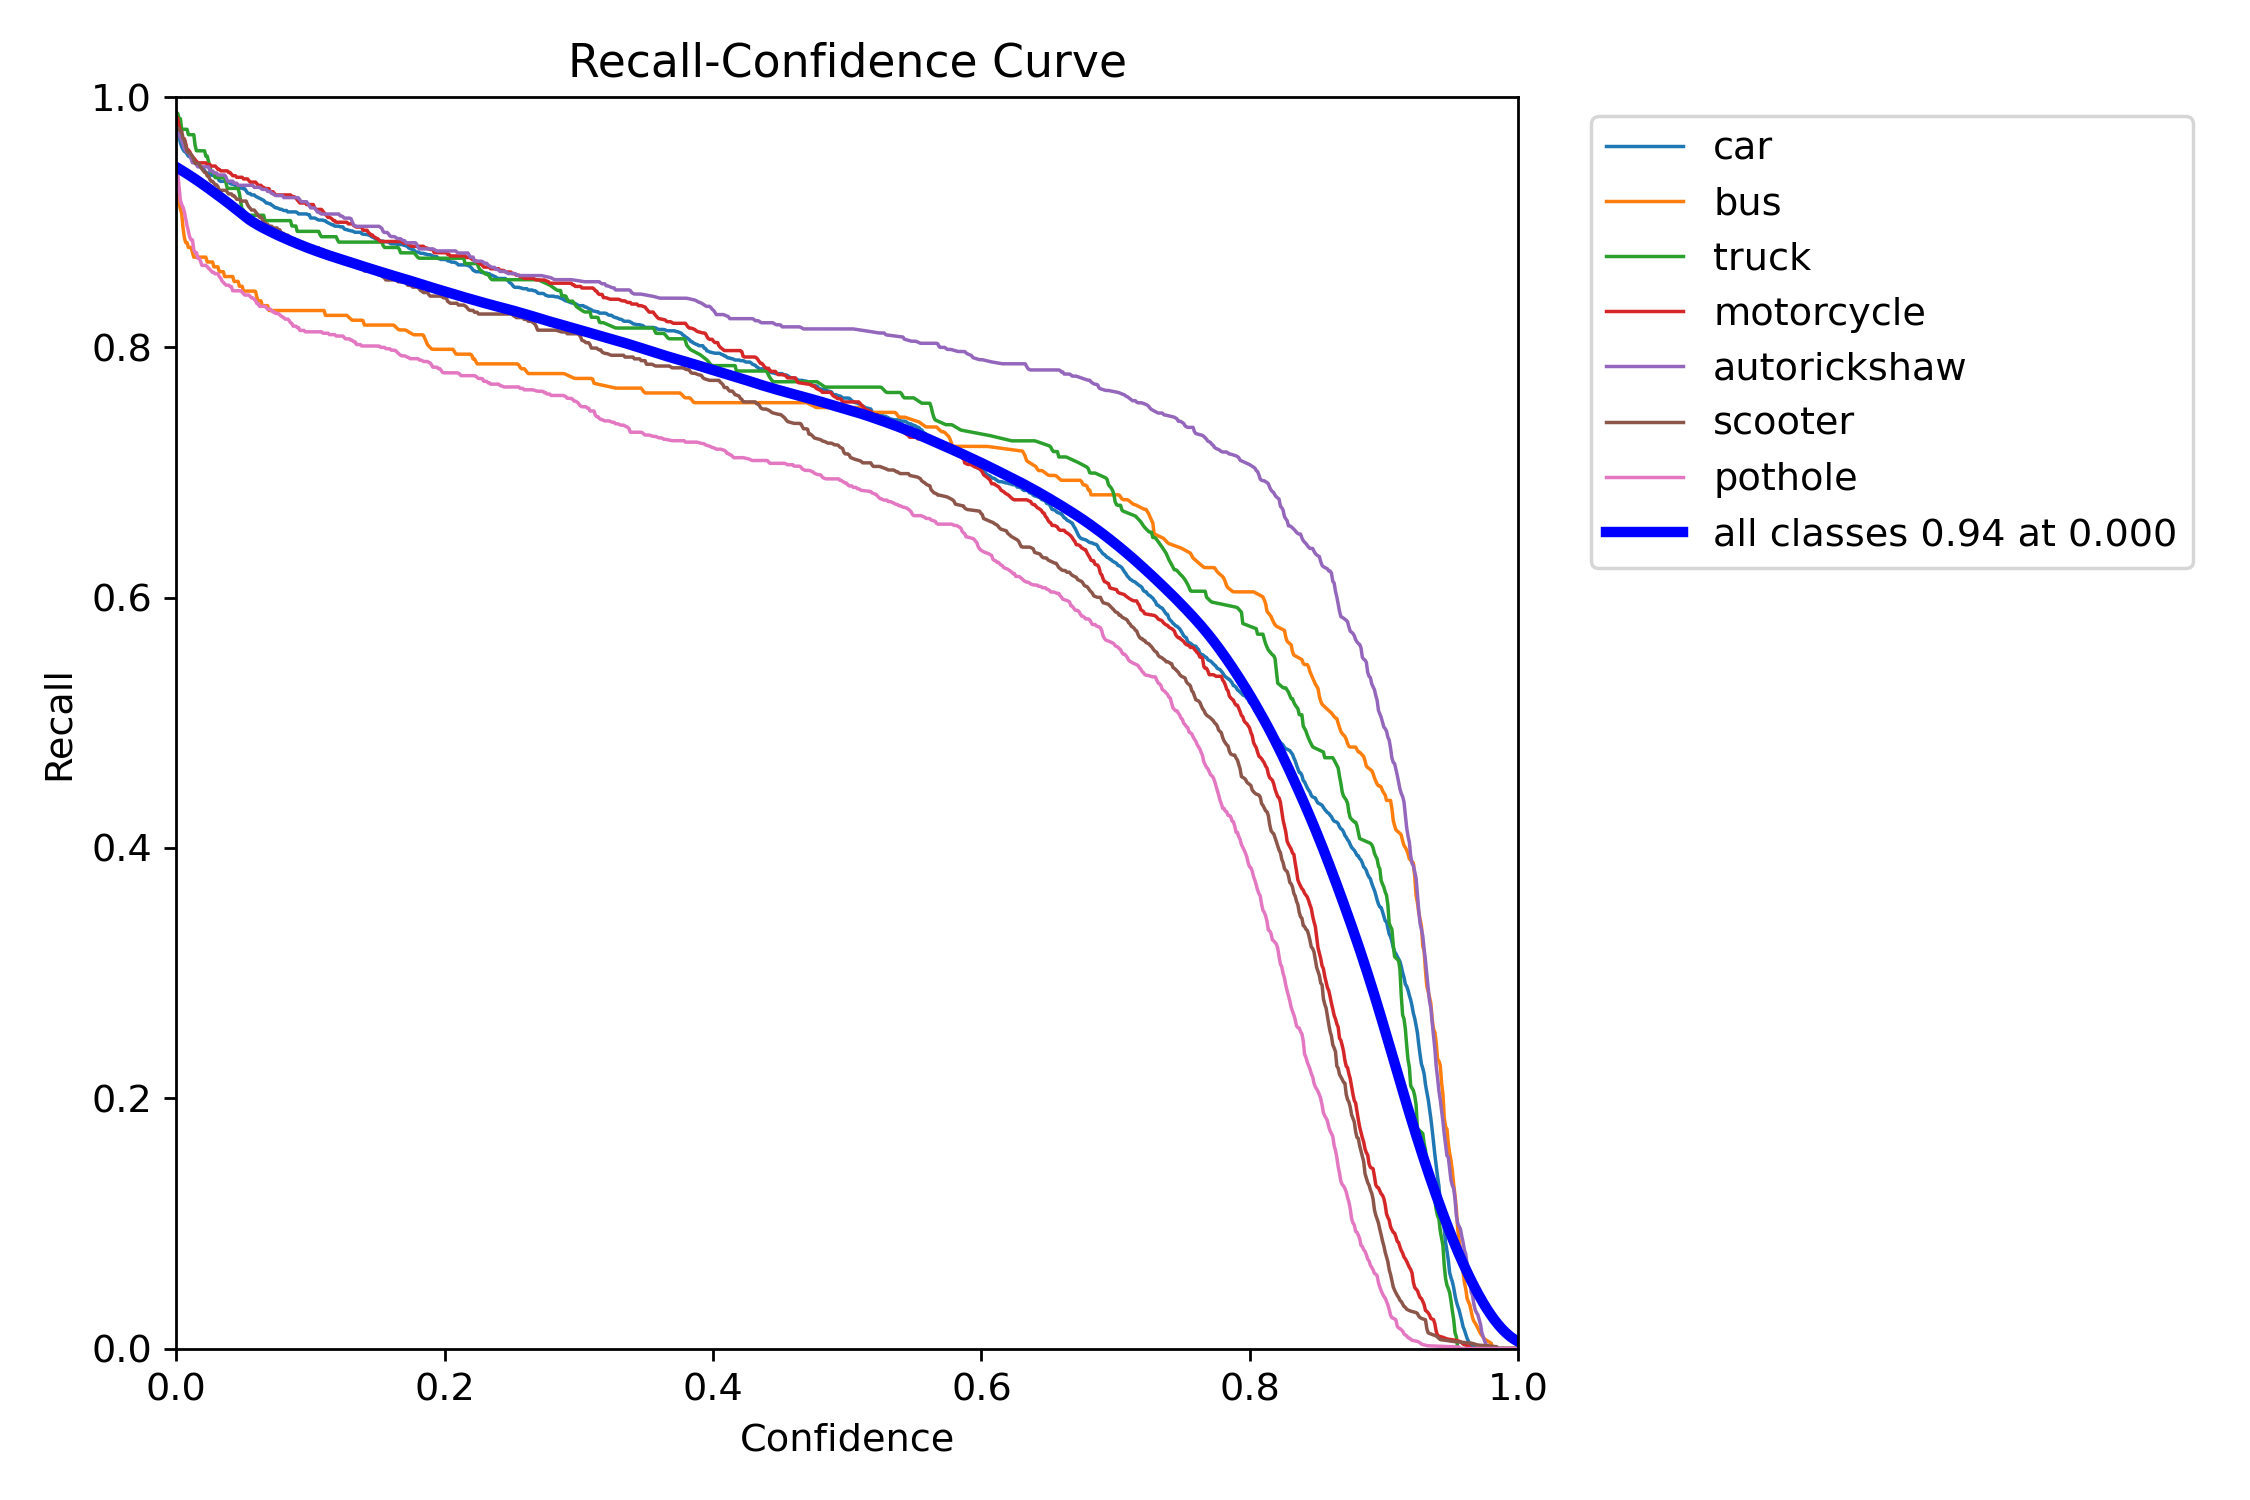 Recall-Confidence Curve
1.0
0.8
0.6
0.4
0.2
0.0
Recall
0.0 0.2 0.4 0.6 0.8 1.0
Confidence
car
bus
truck
motorcycle
autorickshaw
scooter
pothole
all classes 0.94 at 0.000